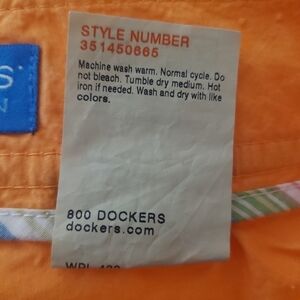 STYLE NUMBER
351450665
Machine wash warm. Normal cycle. Do
not bleach. Tumble dry medium. Hot
iron if needed. Wash and dry with like
colors.
800 DOCKERS
dockers.com